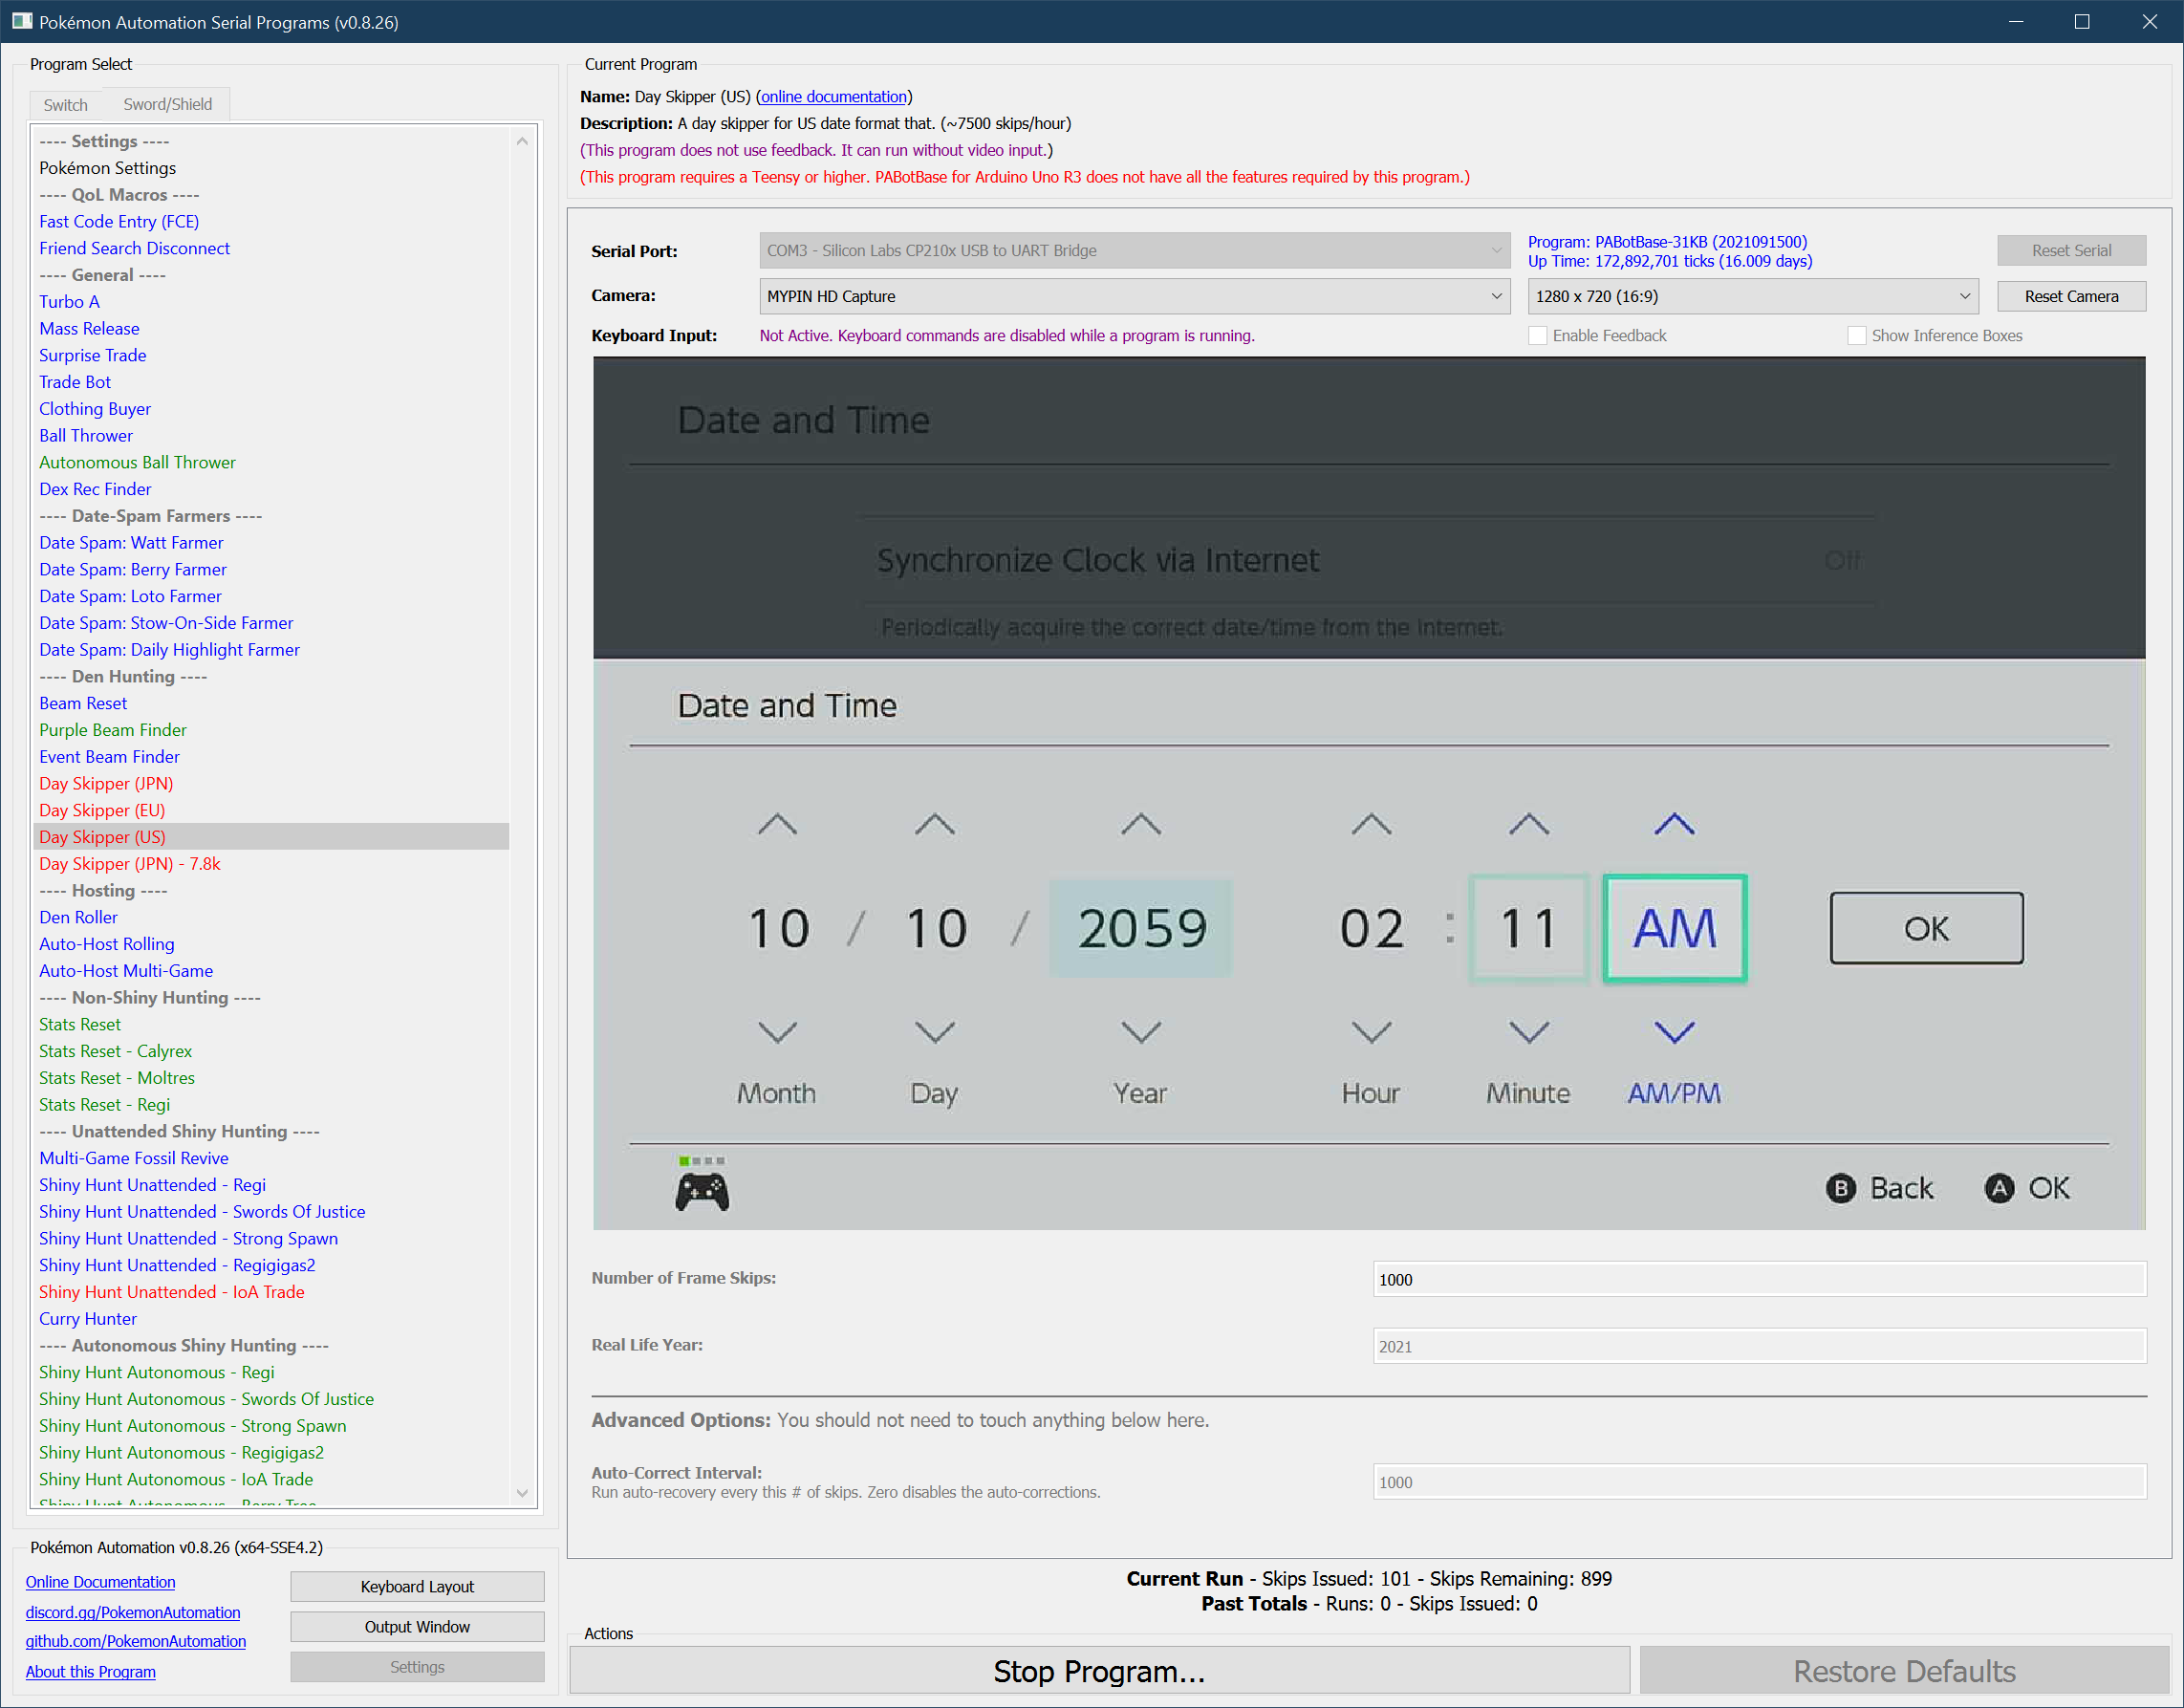 Pokémon Automation Serial Programs (v0.8.26)
Program Select
Switch
Sword/Shield
---- Settings ----
Pokémon Settings
---- QoL Macros ----
Fast Code Entry (FCE)
Friend Search Disconnect
---- General ----
Turbo A
Mass Release
Surprise Trade
Trade Bot
Clothing Buyer
Ball Thrower
Autonomous Ball Thrower
Dex Rec Finder
---- Date-Spam Farmers ----
Date Spam: Watt Farmer
Date Spam: Berry Farmer
Date Spam: Loto Farmer
Date Spam: Stow-On-Side Farmer
Date Spam: Daily Highlight Farmer
---- Den Hunting ----
Beam Reset
Purple Beam Finder
Event Beam Finder
Day Skipper (JPN)
Day Skipper (EU)
Day Skipper (US)
Day Skipper (JPN) - 7.8k
---- Hosting ----
Den Roller
Auto-Host Rolling
Auto-Host Multi-Game
---- Non-Shiny Hunting ----
Stats Reset
Stats Reset - Calyrex
Stats Reset - Moltres
Stats Reset - Regi
---- Unattended Shiny Hunting ----
Multi-Game Fossil Revive
Shiny Hunt Unattended - Regi
Shiny Hunt Unattended - Swords Of Justice
Shiny Hunt Unattended - Strong Spawn
Shiny Hunt Unattended - Regigigas2
Shiny Hunt Unattended - IoA Trade
Curry Hunter
---- Autonomous Shiny Hunting ----
Shiny Hunt Autonomous - Regi
Shiny Hunt Autonomous - Swords Of Justice
Shiny Hunt Autonomous - Strong Spawn
Shiny Hunt Autonomous - Regigigas2
Shiny Hunt Autonomous - IoA Trade
Shiny Hunt Autonomous - Berry Tree
Pokémon Automation v0.8.26 (x64-SSE4.2)
Online Documentation
discord.gg/PokemonAutomation
github.com/PokemonAutomation
About this Program
Keyboard Layout
Output Window
Settings
Current Program
Name: Day Skipper (US) (online documentation)
Description: A day skipper for US date format that. (~7500 skips/hour)
(This program does not use feedback. It can run without video input.)
(This program requires a Teensy or higher. PABotBase for Arduino Uno R3 does not have all the features required by this program.)
Serial Port: COM3 - Silicon Labs CP210x USB to UART Bridge
Program: PABotBase-31KB (2021091500)
Up Time: 172,892,701 ticks (16.009 days)
Reset Serial
Camera: MYPIN HD Capture 1280 x 720 (16:9) Reset Camera
Keyboard Input: Not Active. Keyboard commands are disabled while a program is running. Enable Feedback Show Inference Boxes
Date and Time
Synchronize Clock via Internet Off
Periodically acquire the correct date/time from the Internet.
Date and Time
10 / 10 / 2059 02 : 11 AM OK
Month Day Year Hour Minute AM/PM
B Back A OK
Number of Frame Skips: 1000
Real Life Year: 2021
Advanced Options: You should not need to touch anything below here.
Auto-Correct Interval: 1000
Run auto-recovery every this # of skips. Zero disables the auto-corrections.
Current Run - Skips Issued: 101 - Skips Remaining: 899
Past Totals - Runs: 0 - Skips Issued: 0
Actions
Stop Program...
Restore Defaults